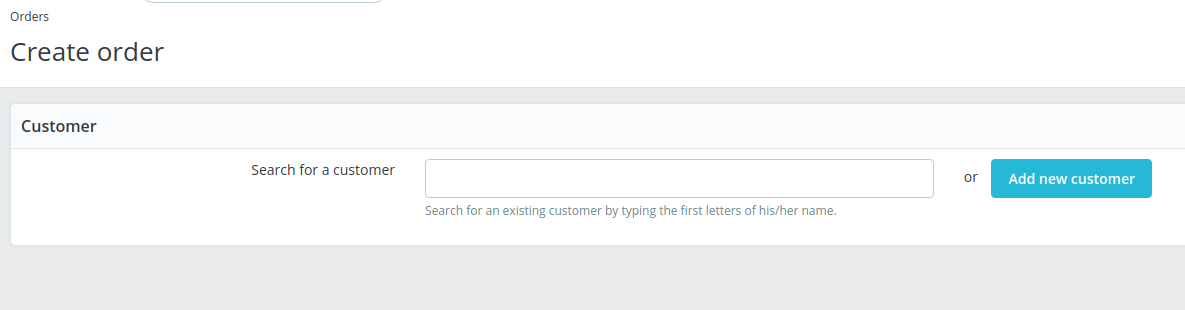 Orders
Create order
Customer
Search for a customer
or
Add new customer
Search for an existing customer by typing the first letters of his/her name.